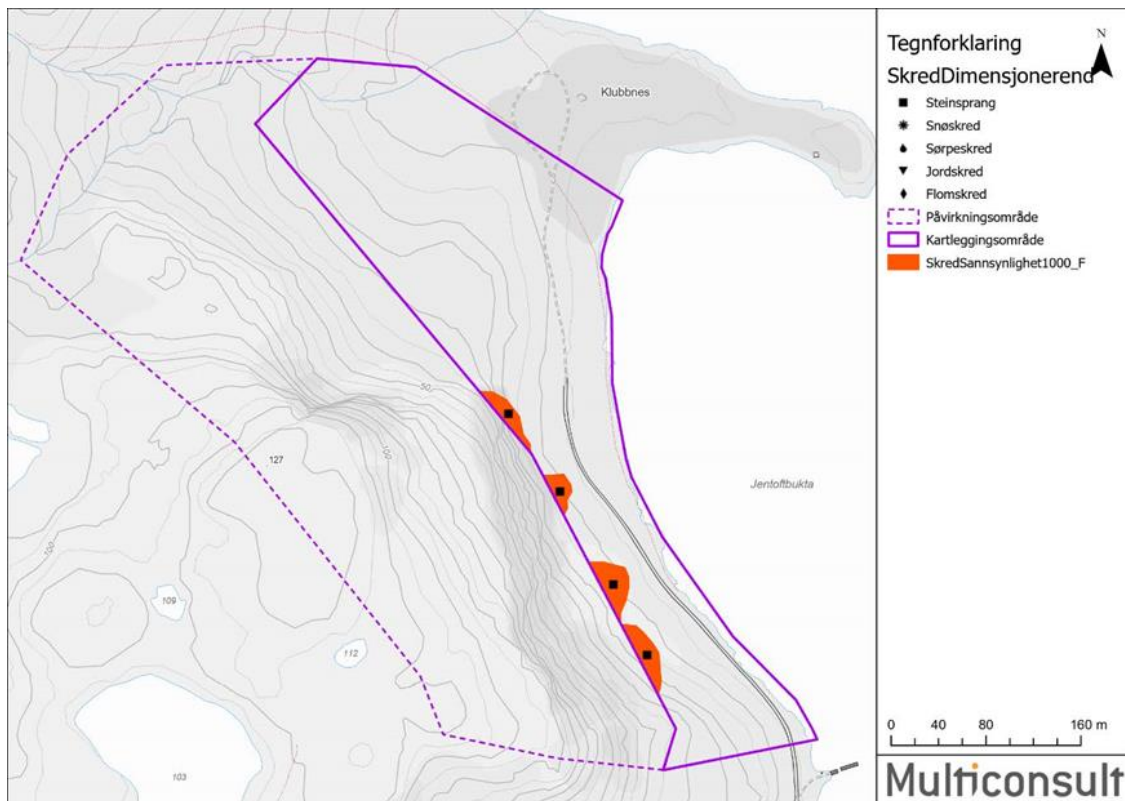 Klubbnes
50
100
127
Jentoftbukta
100
109
112
103
Tegnforklaring
N
SkredDimensjonerend
Steinsprang
Snøskred
Sørpeskred
Jordskred
Flomskred
Påvirkningsområde
Kartleggingsområde
SkredSannsynlighet1000_F
0 40 80 160 m
Multiconsult